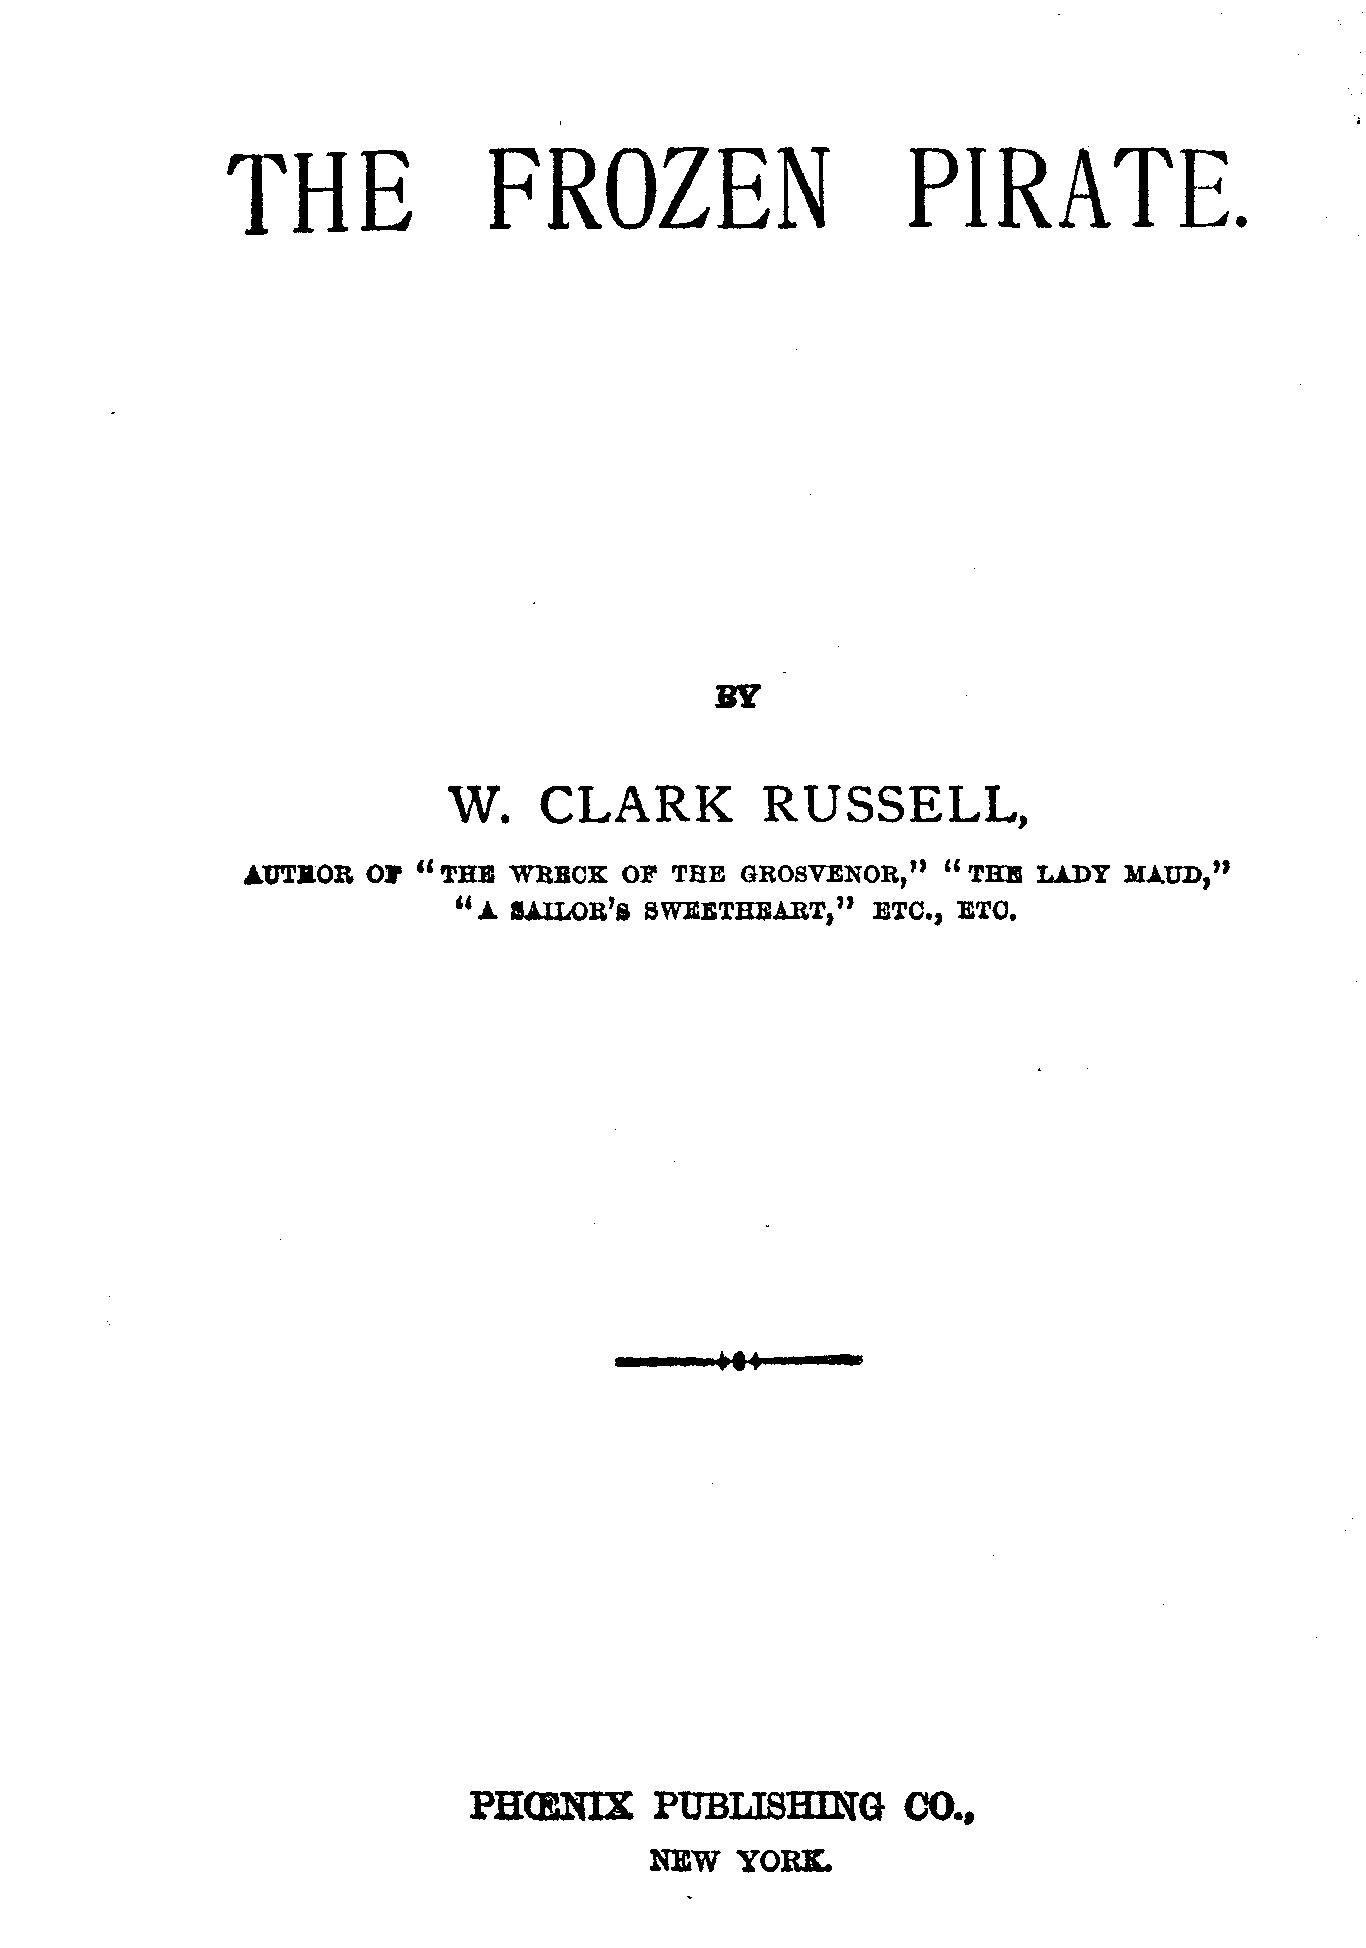 THE FROZEN PIRATE.
BY
W. CLARK RUSSELL,
AUTHOR OF “THE WRECK OF THE GROSVENOR,” “THE LADY MAUD,”
“A SAILOR’S SWEETHEART,” ETC., ETC.
PHŒNIX PUBLISHING CO.,
NEW YORK.